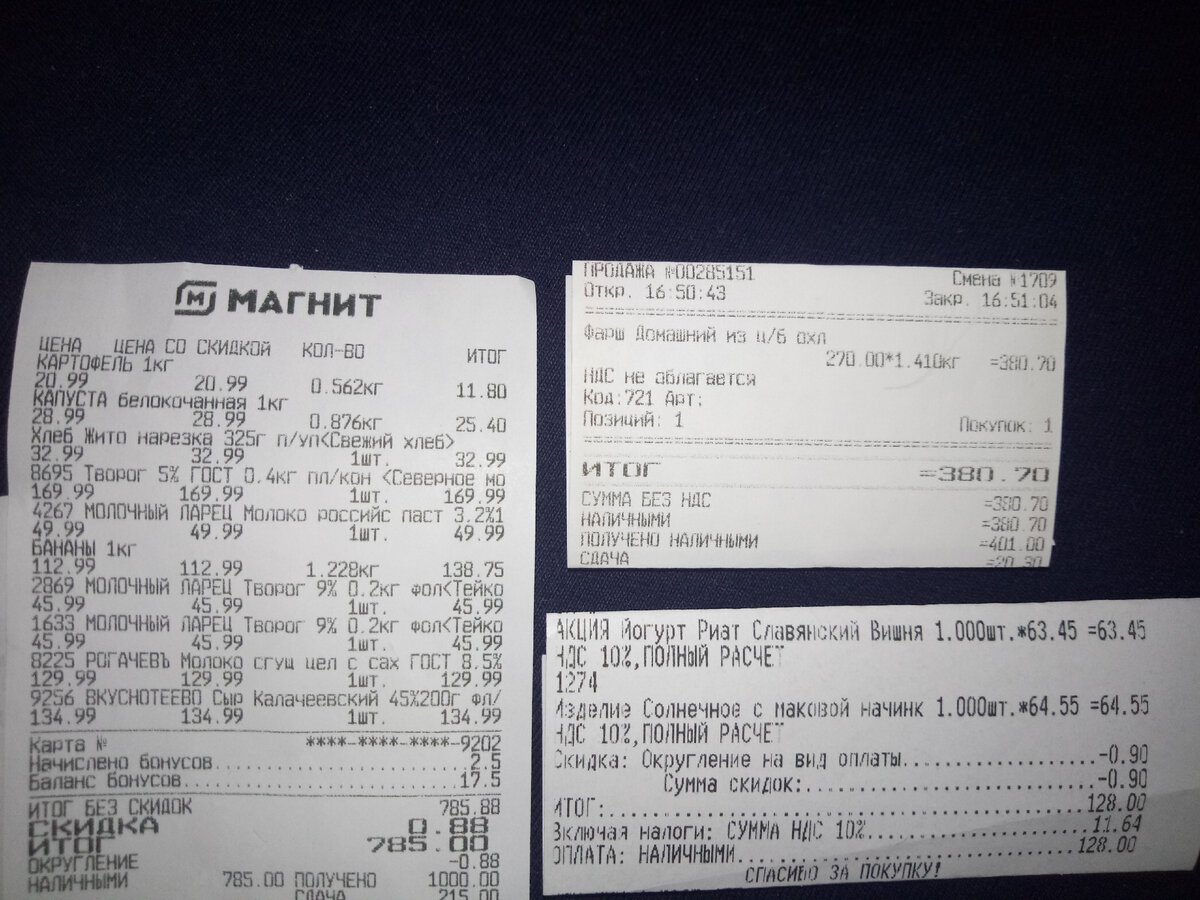 МАГНИТ
ЦЕНА ЦЕНА СО СКИДКОЙ КОЛ-ВО ИТОГ
КАРТОФЕЛЬ 1кг
20.99 20.99 0.562кг 11.80
КАПУСТА белокочанная 1кг
28.99 28.99 0.876кг 25.40
Хлеб Жито нарезка 325г п/уп<Свежий хлеб>
32.99 32.99 1шт. 32.99
8695 Творог 5% ГОСТ 0.4кг пл/кон <Северное мо
169.99 169.99 1шт. 169.99
4267 МОЛОЧНЫЙ ЛАРЕЦ Молоко российс паст 3.2%1
49.99 49.99 1шт. 49.99
БАНАНЫ 1кг
112.99 112.99 1.228кг 138.75
2869 МОЛОЧНЫЙ ЛАРЕЦ Творог 9% 0.2кг фол<Тейко
45.99 45.99 1шт. 45.99
1633 МОЛОЧНЫЙ ЛАРЕЦ Творог 9% 0.2кг фол<Тейко
45.99 45.99 1шт. 45.99
8225 РОГАЧЕВЪ Молоко сгущ цел с сах ГОСТ 8.5%
129.99 129.99 1шт. 129.99
9256 ВКУСНОТЕЕВО Сыр Калачеевский 45%200г фл/
134.99 134.99 1шт. 134.99
Карта № ****-****-****-9202
Начислено бонусов 2.5
Баланс бонусов 17.5
ИТОГ БЕЗ СКИДОК 785.88
СКИДКА 0.88
ИТОГ 785.00
ОКРУГЛЕНИЕ -0.88
НАЛИЧНЫМИ 785.00 ПОЛУЧЕНО 1000.00
СДАЧА 215.00
ПРОДАЖА №00285151 Смена №1709
Откр. 16:50:43 Закр. 16:51:04
Фарш Домашний из ц/б охл
270.00*1.410кг =380.70
НДС не облагается
Код:721 Арт:
Позиций: 1 Покупок: 1
ИТОГ =380.70
СУММА БЕЗ НДС =380.70
НАЛИЧНЫМИ =380.70
ПОЛУЧЕНО НАЛИЧНЫМИ =401.00
СДАЧА =20.30
АКЦИЯ Йогурт Риат Славянский Вишня 1.000шт.*63.45 =63.45
НДС 10%,ПОЛНЫЙ РАСЧЕТ
1274
Изделие Солнечное с маковой начинк 1.000шт.*64.55 =64.55
НДС 10%,ПОЛНЫЙ РАСЧЕТ
Скидка: Округление на вид оплаты -0.90
Сумма скидок: -0.90
ИТОГ: 128.00
Включая налоги: СУММА НДС 10% 11.64
ОПЛАТА: НАЛИЧНЫМИ 128.00
СПАСИБО ЗА ПОКУПКУ!